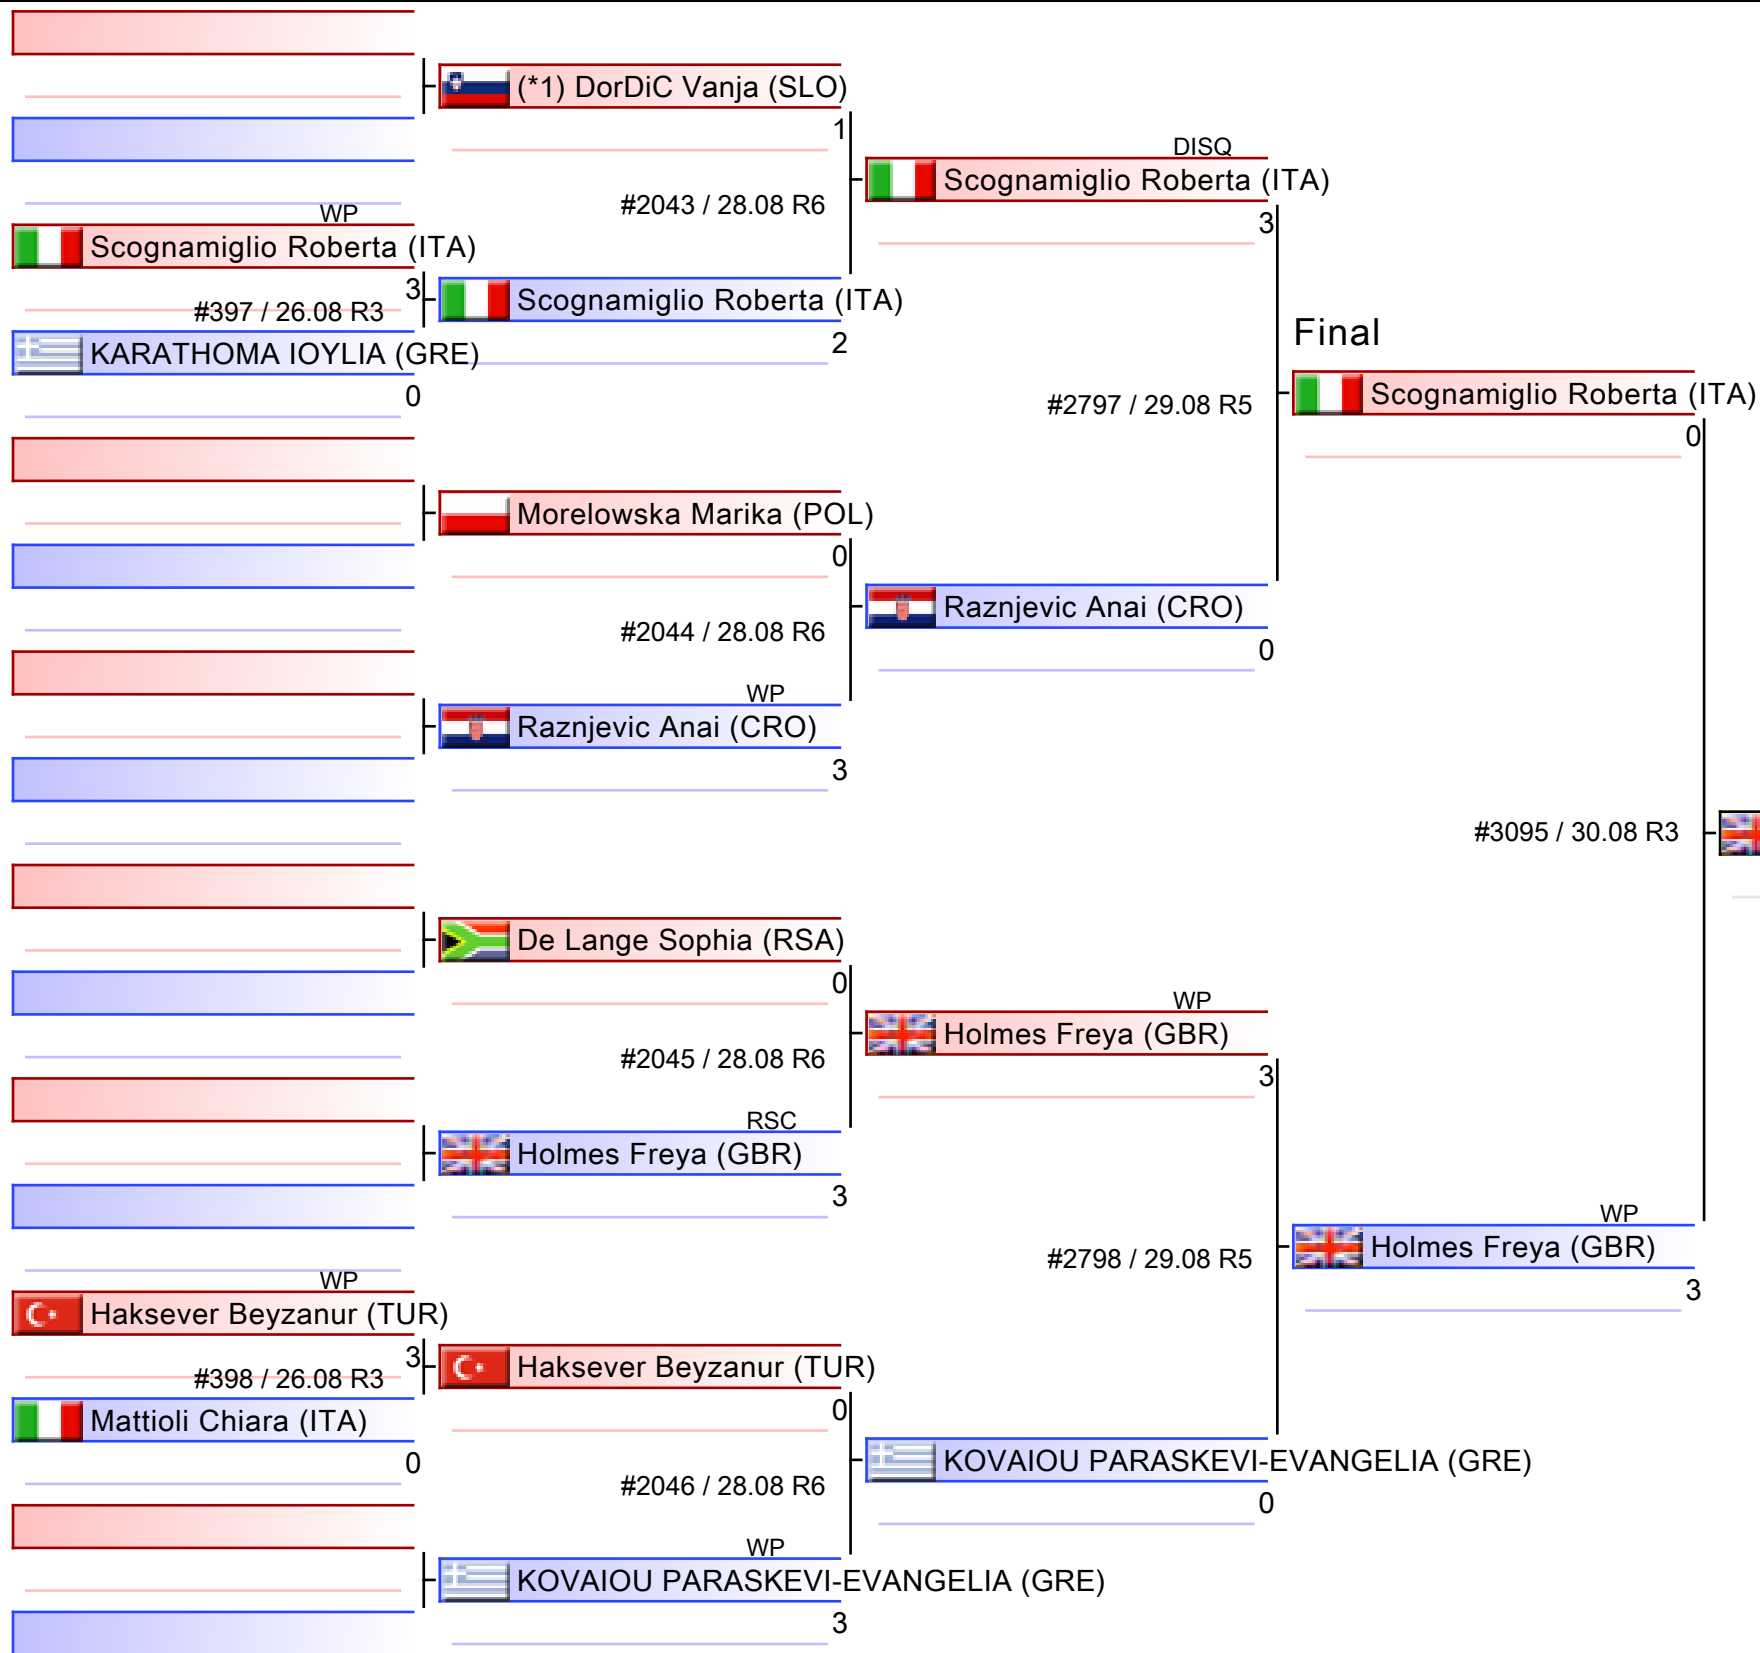 (*1) DorDiC Vanja (SLO)
1
DISQ
Scognamiglio Roberta (ITA)
#2043 / 28.08 R6
WP
3
Scognamiglio Roberta (ITA)
3
Scognamiglio Roberta (ITA)
#397 / 26.08 R3
2
Final
KARATHOMA IOYLIA (GRE)
0
#2797 / 29.08 R5
Scognamiglio Roberta (ITA)
0
Morelowska Marika (POL)
0
Raznjevic Anai (CRO)
#2044 / 28.08 R6
0
WP
Raznjevic Anai (CRO)
3
#3095 / 30.08 R3
De Lange Sophia (RSA)
0
WP
Holmes Freya (GBR)
#2045 / 28.08 R6
3
RSC
Holmes Freya (GBR)
3
WP
Holmes Freya (GBR)
#2798 / 29.08 R5
3
WP
Haksever Beyzanur (TUR)
3
Haksever Beyzanur (TUR)
#398 / 26.08 R3
0
Mattioli Chiara (ITA)
0
KOVAIOU PARASKEVI-EVANGELIA (GRE)
#2046 / 28.08 R6
0
WP
KOVAIOU PARASKEVI-EVANGELIA (GRE)
3